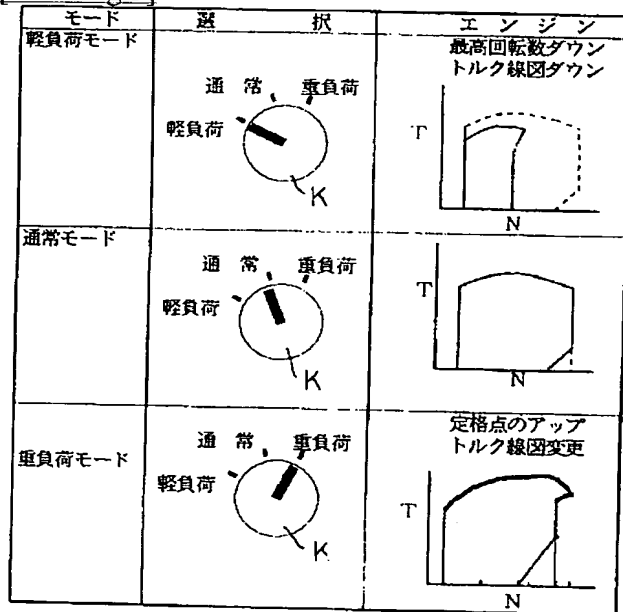 モード 選択 エンジン
軽負荷モード
最高回転数ダウン
トルク線図ダウン
通常 重負荷
軽負荷
K
T
N
通常モード
通常 重負荷
軽負荷
K
T
N
重負荷モード
定格点のアップ
トルク線図変更
通常 重負荷
軽負荷
K
T
N